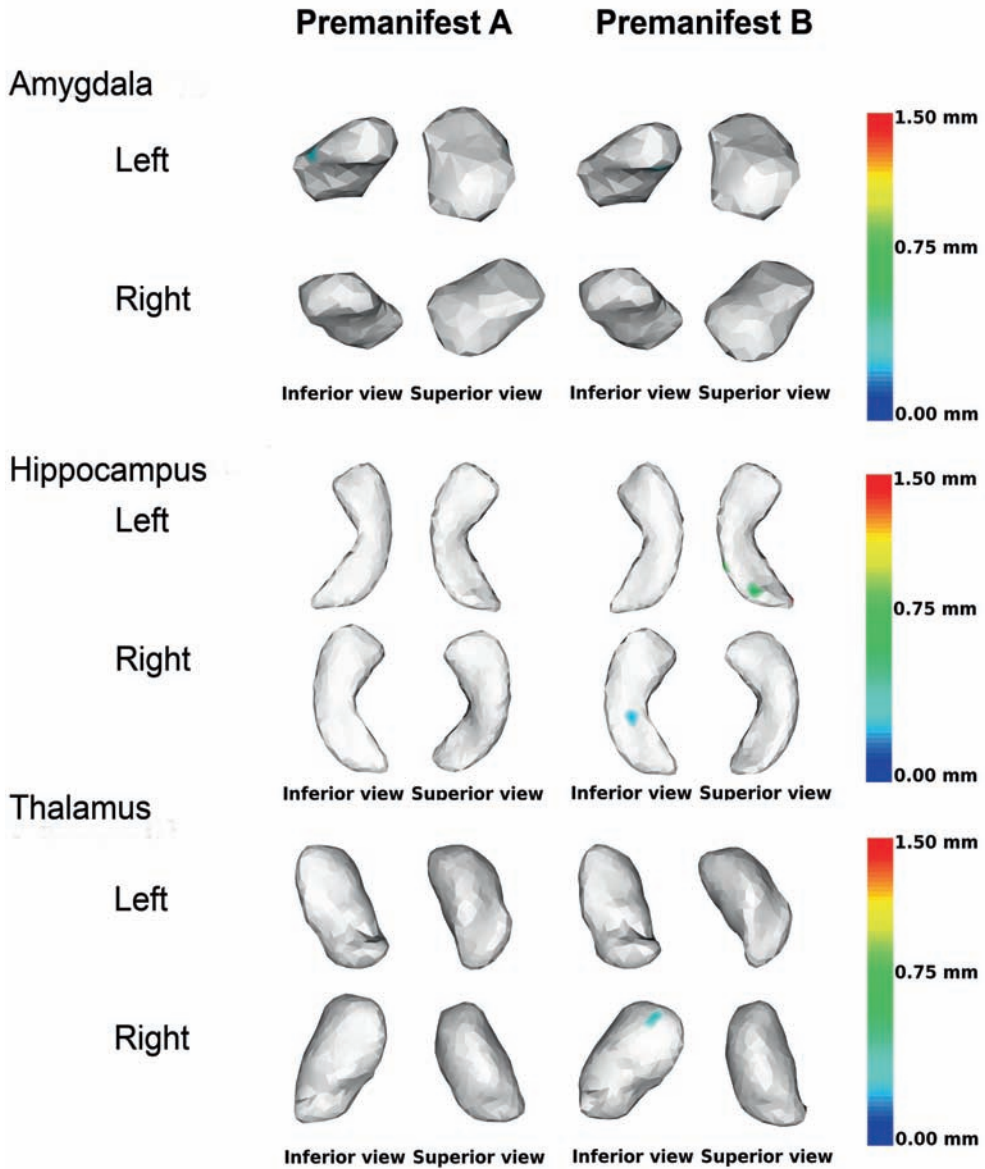 Premanifest A Premanifest B
Amygdala
Left
1.50 mm
0.75 mm
Right
0.00 mm
Inferior view Superior view Inferior view Superior view
Hippocampus
Left
1.50 mm
0.75 mm
Right
0.00 mm
Inferior view Superior view Inferior view Superior view
Thalamus
Left
1.50 mm
0.75 mm
Right
0.00 mm
Inferior view Superior view Inferior view Superior view